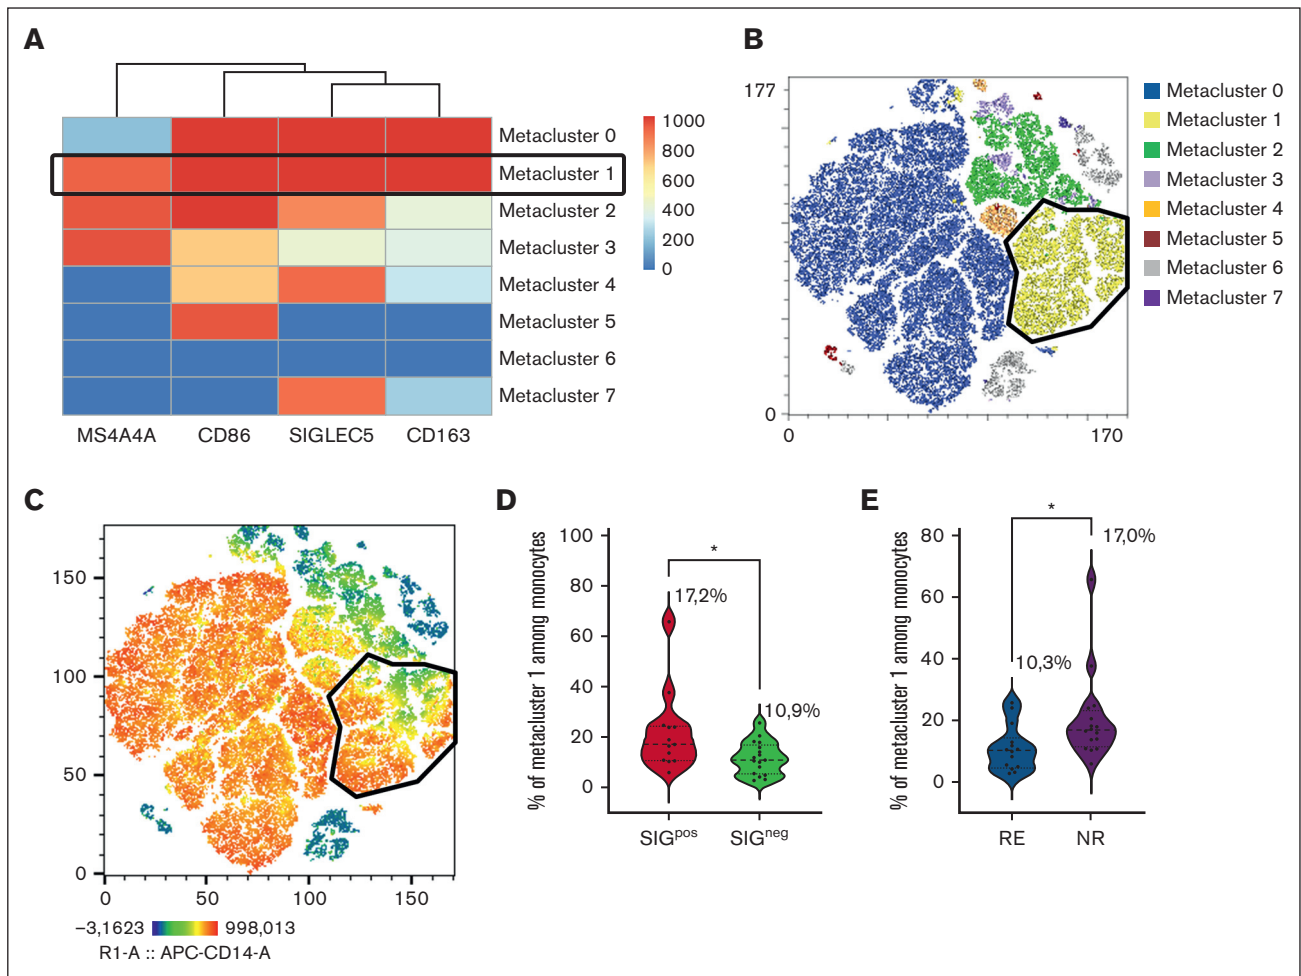 A
Metacluster 0
Metacluster 1
Metacluster 2
Metacluster 3
Metacluster 4
Metacluster 5
Metacluster 6
Metacluster 7
MS4A4A CD86 SIGLEC5 CD163
1000
800
600
400
200
0
B
177
0
0 170
Metacluster 0
Metacluster 1
Metacluster 2
Metacluster 3
Metacluster 4
Metacluster 5
Metacluster 6
Metacluster 7
C
150
100
50
0
0 50 100 150
−3,1623 998,013
R1-A :: APC-CD14-A
D
% of metacluster 1 among monocytes
100
80
60
40
20
0
*
17,2%
10,9%
SIGpos SIGneg
E
% of metacluster 1 among monocytes
80
60
40
20
0
*
17,0%
10,3%
RE NR